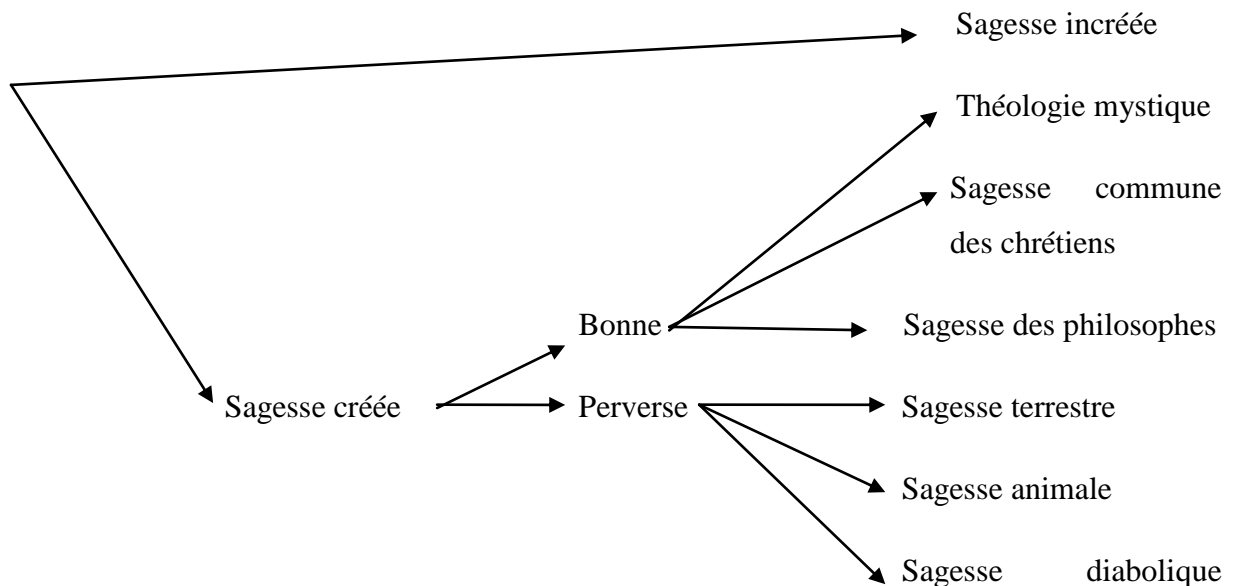 Sagesse incréée
Théologie mystique
Sagesse commune
des chrétiens
Bonne
Sagesse des philosophes
Sagesse créée
Perverse
Sagesse terrestre
Sagesse animale
Sagesse diabolique